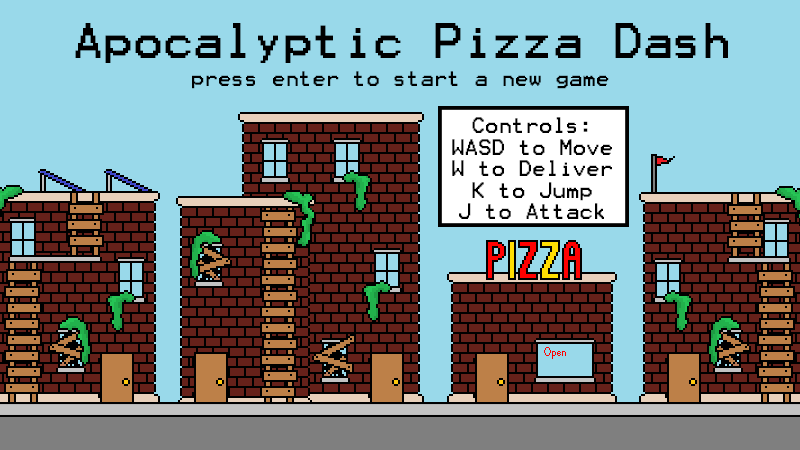 Apocalyptic Pizza Dash
press enter to start a new game
Controls:
WASD to Move
W to Deliver
K to Jump
J to Attack
PIZZA
Open